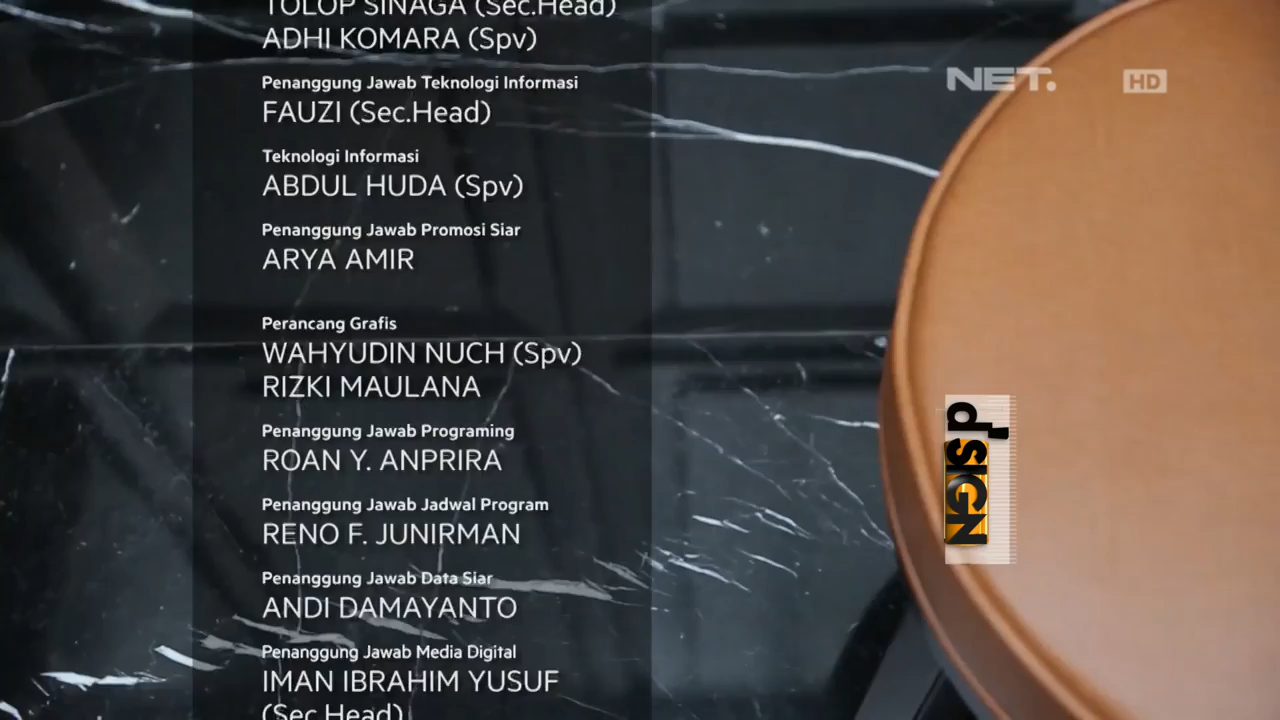 TOLOP SINAGA (Sec.Head)
ADHI KOMARA (Spv)
Penanggung Jawab Teknologi Informasi
FAUZI (Sec.Head)
Teknologi Informasi
ABDUL HUDA (Spv)
Penanggung Jawab Promosi Siar
ARYA AMIR
Perancang Grafis
WAHYUDIN NUCH (Spv)
RIZKI MAULANA
Penanggung Jawab Programing
ROAN Y. ANPRIRA
Penanggung Jawab Jadwal Program
RENO F. JUNIRMAN
Penanggung Jawab Data Siar
ANDI DAMAYANTO
Penanggung Jawab Media Digital
IMAN IBRAHIM YUSUF
(Sec.Head)
NET.
HD
d'SIGN